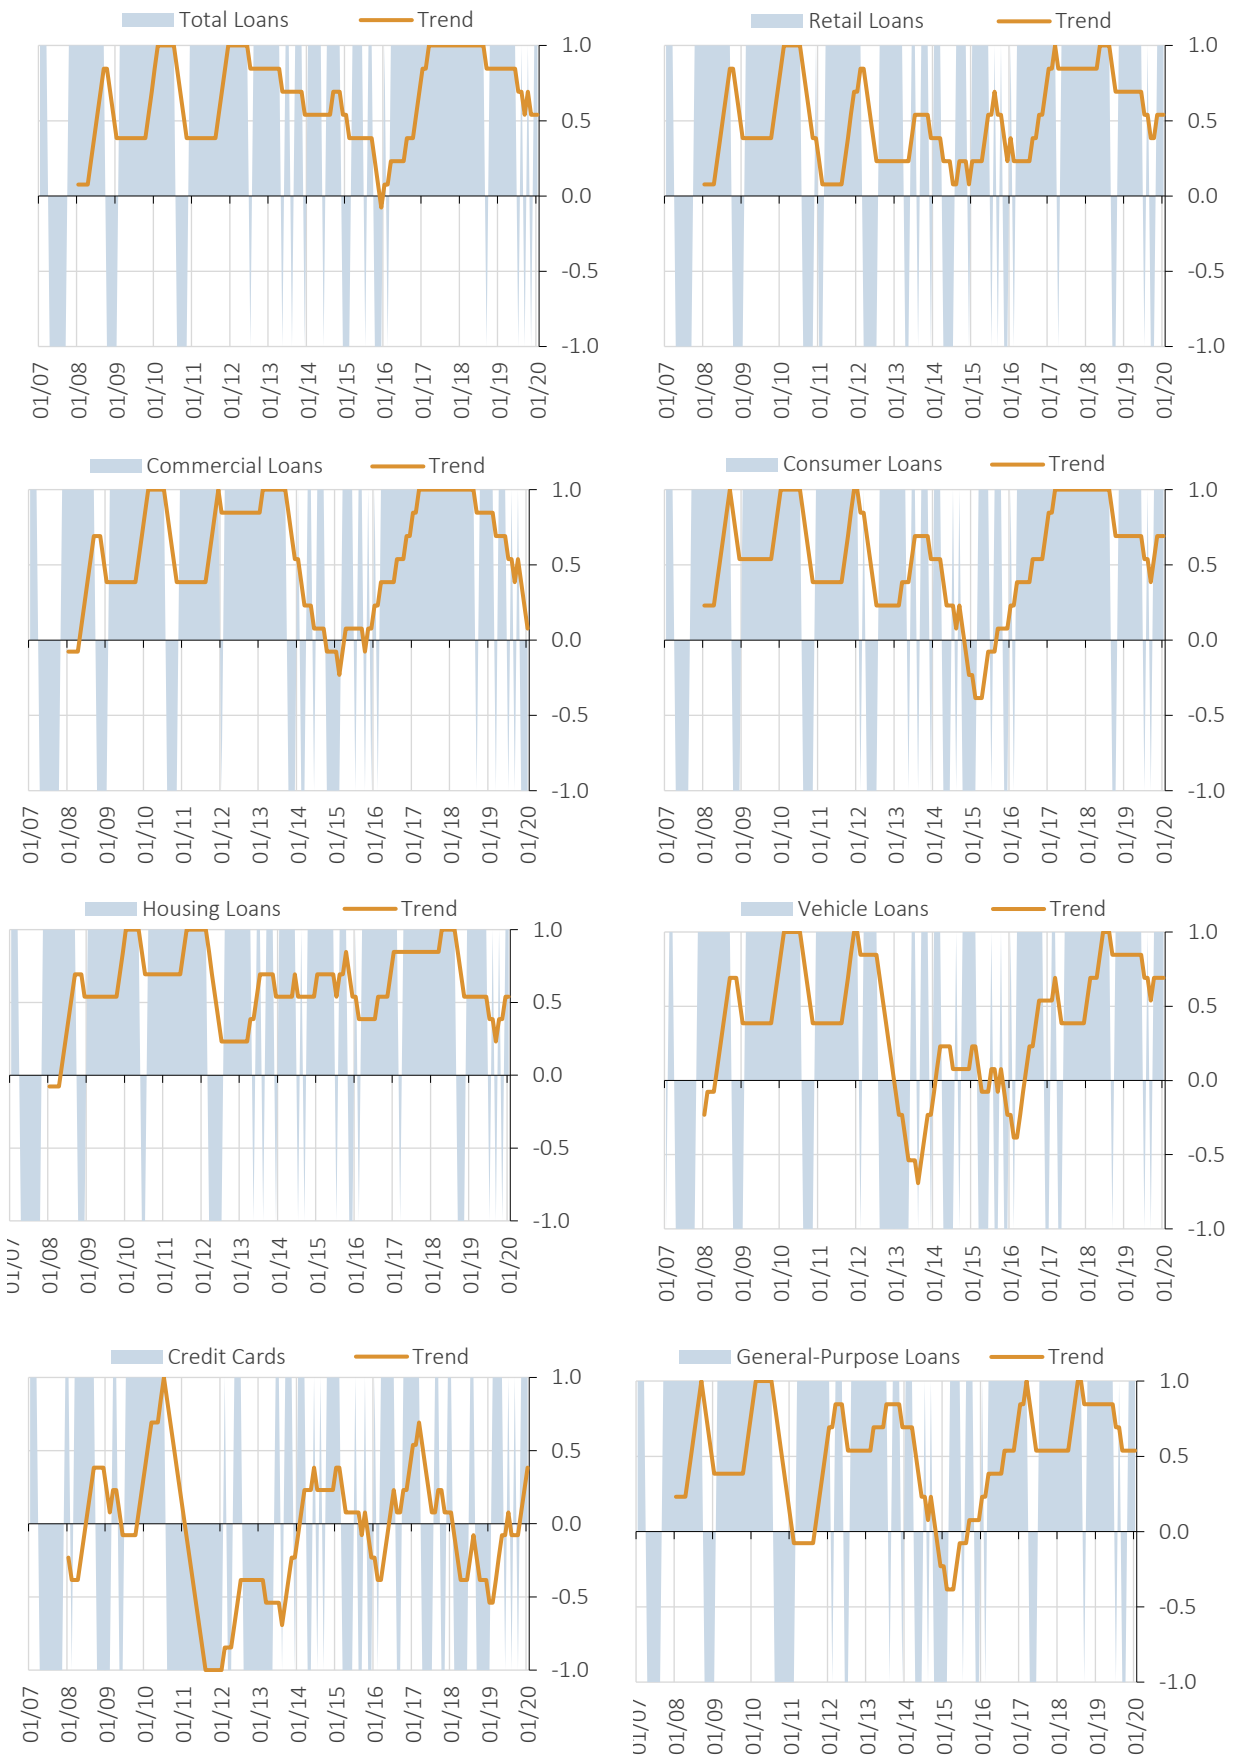 Total Loans Trend Retail Loans Trend
1.0 1.0
0.5 0.5
0.0 0.0
-0.5 -0.5
-1.0 -1.0
01/07 01/08 01/09 01/10 01/11 01/12 01/13 01/14 01/15 01/16 01/17 01/18 01/19 01/20 01/07 01/08 01/09 01/10 01/11 01/12 01/13 01/14 01/15 01/16 01/17 01/18 01/19 01/20
Commercial Loans Trend Consumer Loans Trend
1.0 1.0
0.5 0.5
0.0 0.0
-0.5 -0.5
-1.0 -1.0
01/07 01/08 01/09 01/10 01/11 01/12 01/13 01/14 01/15 01/16 01/17 01/18 01/19 01/20 01/07 01/08 01/09 01/10 01/11 01/12 01/13 01/14 01/15 01/16 01/17 01/18 01/19 01/20
Housing Loans Trend Vehicle Loans Trend
1.0 1.0
0.5 0.5
0.0 0.0
-0.5 -0.5
-1.0 -1.0
01/07 01/08 01/09 01/10 01/11 01/12 01/13 01/14 01/15 01/16 01/17 01/18 01/19 01/20 01/07 01/08 01/09 01/10 01/11 01/12 01/13 01/14 01/15 01/16 01/17 01/18 01/19 01/20
Credit Cards Trend General-Purpose Loans Trend
1.0 1.0
0.5 0.5
0.0 0.0
-0.5 -0.5
-1.0 -1.0
01/07 01/08 01/09 01/10 01/11 01/12 01/13 01/14 01/15 01/16 01/17 01/18 01/19 01/20 01/07 01/08 01/09 01/10 01/11 01/12 01/13 01/14 01/15 01/16 01/17 01/18 01/19 01/20